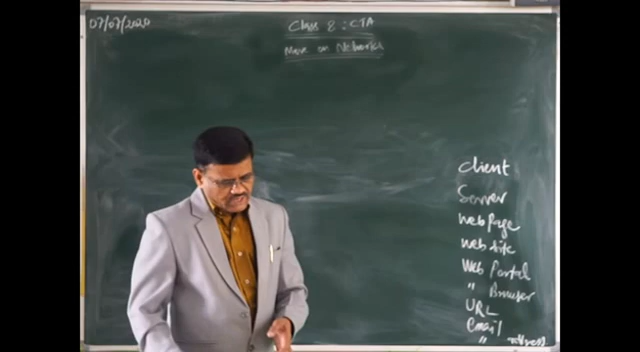 07/07/2020
Class 8 : CTA
More on Networks
Client
Server
Web Page
Web site
Web Portal
" Browser
URL
Email
" address